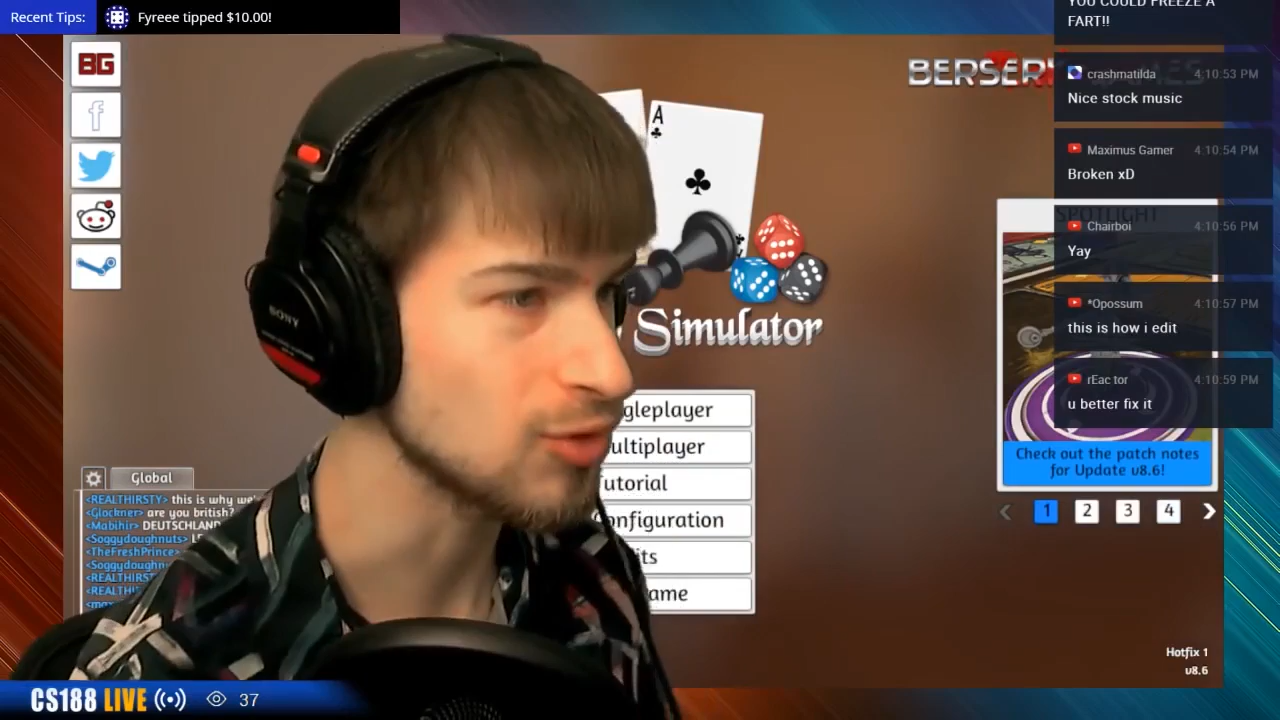 Recent Tips:
Fyreee tipped $10.00!
YOU COULD FREEZE A
FART!!
crashmatilda 4:10:53 PM
Nice stock music
Maximus Gamer 4:10:54 PM
Broken xD
Chairboi 4:10:56 PM
Yay
*Opossum 4:10:57 PM
this is how i edit
rEac tor 4:10:59 PM
u better fix it
BG
BERSER
SPOTLIGHT
A
SONY
Simulator
gleplayer
ultiplayer
utorial
onfiguration
its
ame
Check out the patch notes
for Update v8.6!
1 2 3 4
Global
<REALTHIRSTY> this is why we'
<Glockner> are you british?
<Mabihir> DEUTSCHLAND
<Soggydoughnuts>
<TheFreshPrince>
<Soggydoughn
<REALTHIRST
<REALTHI
Hotfix 1
v8.6
CS188 LIVE 37